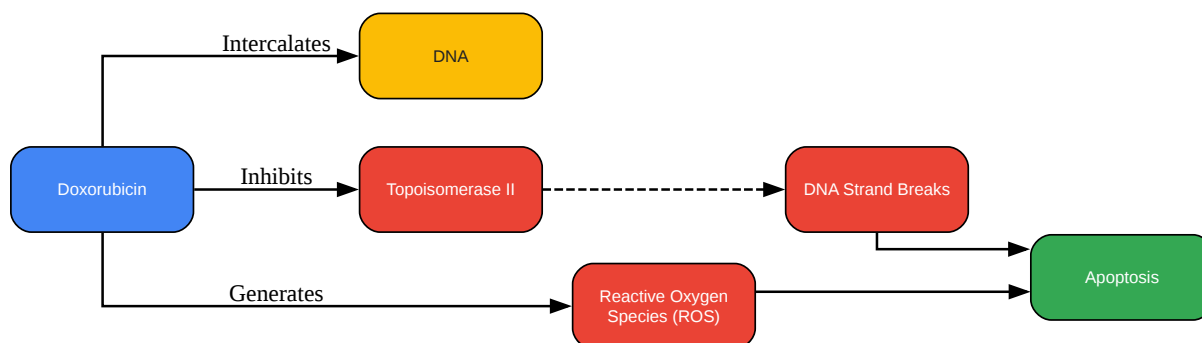 Intercalates
DNA
Doxorubicin
Inhibits
Topoisomerase II
DNA Strand Breaks
Generates
Reactive Oxygen
Species (ROS)
Apoptosis